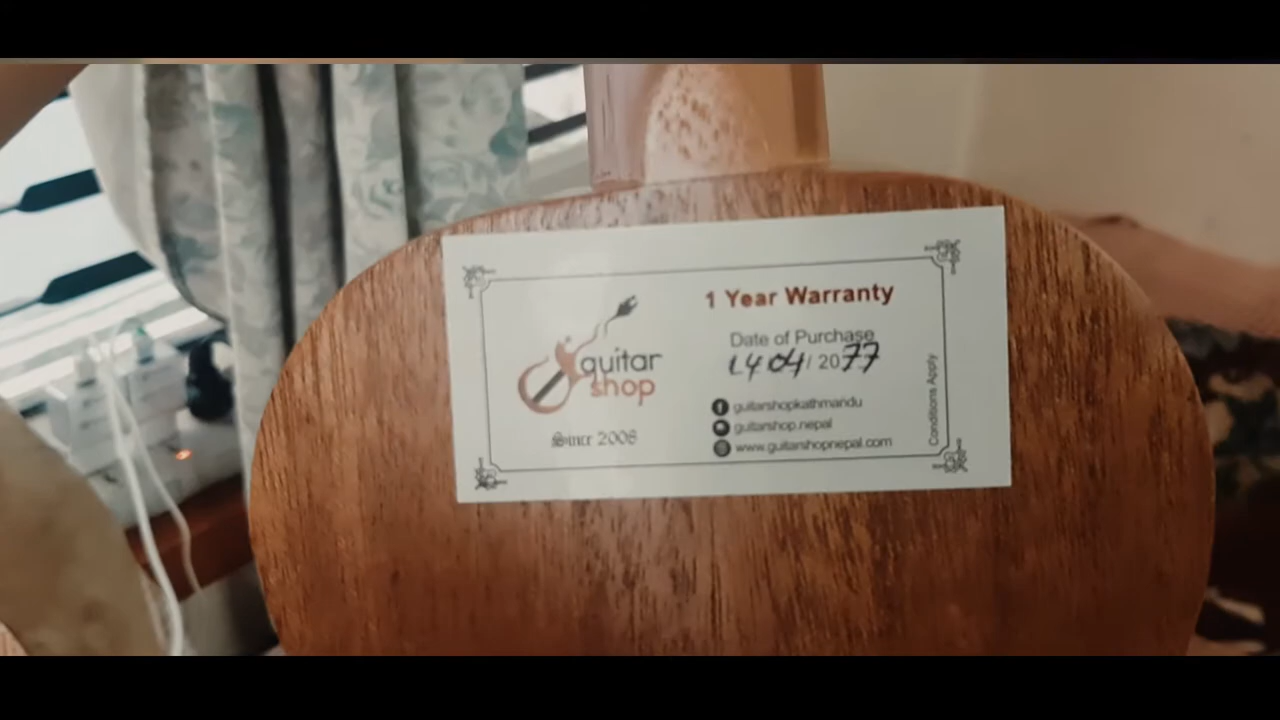 guitar
shop
Since 2008
1 Year Warranty
Date of Purchase
14 04 / 2077
guitarshopkathmandu
guitarshop.nepal
www.guitarshopnepal.com
Conditions Apply